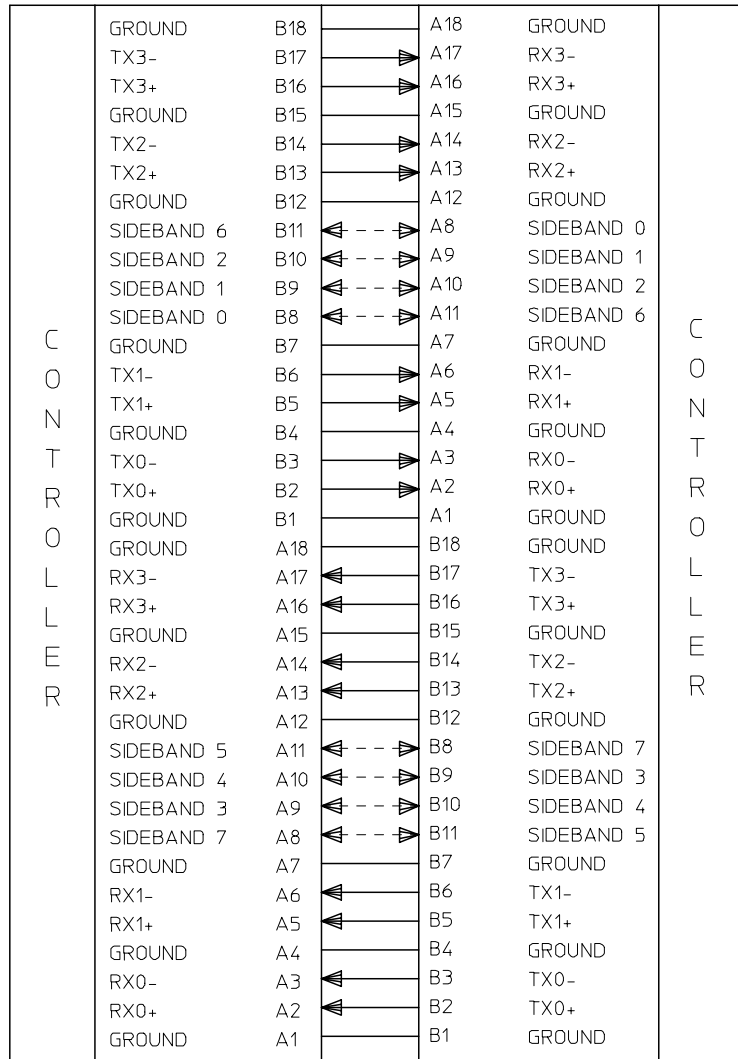 GROUND B18 A18 GROUND
TX3- B17 A17 RX3-
TX3+ B16 A16 RX3+
GROUND B15 A15 GROUND
TX2- B14 A14 RX2-
TX2+ B13 A13 RX2+
GROUND B12 A12 GROUND
SIDEBAND 6 B11 A8 SIDEBAND 0
SIDEBAND 2 B10 A9 SIDEBAND 1
SIDEBAND 1 B9 A10 SIDEBAND 2
SIDEBAND 0 B8 A11 SIDEBAND 6
GROUND B7 A7 GROUND
TX1- B6 A6 RX1-
TX1+ B5 A5 RX1+
GROUND B4 A4 GROUND
TX0- B3 A3 RX0-
TX0+ B2 A2 RX0+
GROUND B1 A1 GROUND
GROUND A18 B18 GROUND
RX3- A17 B17 TX3-
RX3+ A16 B16 TX3+
GROUND A15 B15 GROUND
RX2- A14 B14 TX2-
RX2+ A13 B13 TX2+
GROUND A12 B12 GROUND
SIDEBAND 5 A11 B8 SIDEBAND 7
SIDEBAND 4 A10 B9 SIDEBAND 3
SIDEBAND 3 A9 B10 SIDEBAND 4
SIDEBAND 7 A8 B11 SIDEBAND 5
GROUND A7 B7 GROUND
RX1- A6 B6 TX1-
RX1+ A5 B5 TX1+
GROUND A4 B4 GROUND
RX0- A3 B3 TX0-
RX0+ A2 B2 TX0+
GROUND A1 B1 GROUND
CONTROLLER
CONTROLLER